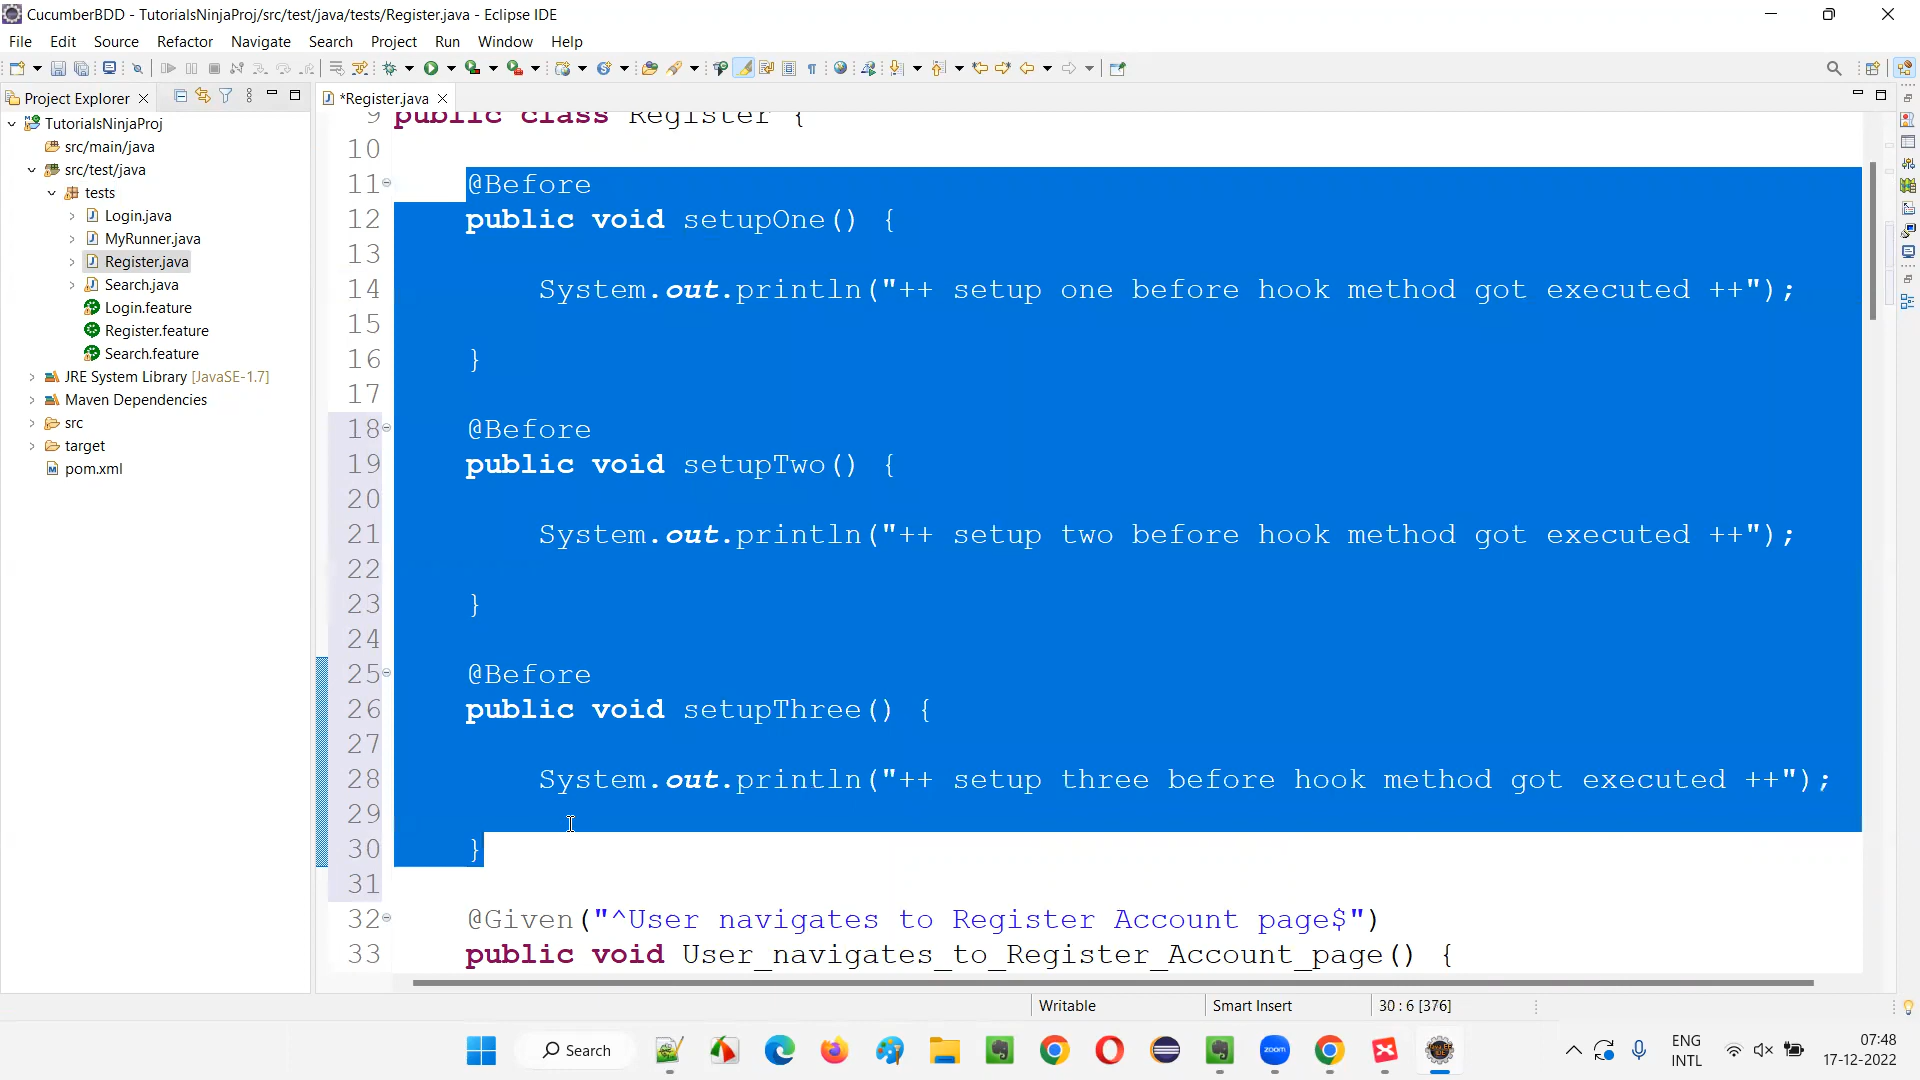 CucumberBDD - TutorialsNinjaProj/src/test/java/tests/Register.java - Eclipse IDE
File Edit Source Refactor Navigate Search Project Run Window Help
Project Explorer
*Register.java
TutorialsNinjaProj
src/main/java
src/test/java
tests
Login.java
MyRunner.java
Register.java
Search.java
Login.feature
Register.feature
Search.feature
JRE System Library [JavaSE-1.7]
Maven Dependencies
src
target
pom.xml
9 public class Register {
10
11 @Before
12 public void setupOne() {
13
14 System.out.println("++ setup one before hook method got executed ++");
15
16 }
17
18 @Before
19 public void setupTwo() {
20
21 System.out.println("++ setup two before hook method got executed ++");
22
23 }
24
25 @Before
26 public void setupThree() {
27
28 System.out.println("++ setup three before hook method got executed ++");
29
30 }
31
32 @Given("^User navigates to Register Account page$")
33 public void User_navigates_to_Register_Account_page() {
Writable Smart Insert 30 : 6 [376]
Search
zoom
ENG
INTL
07:48
17-12-2022